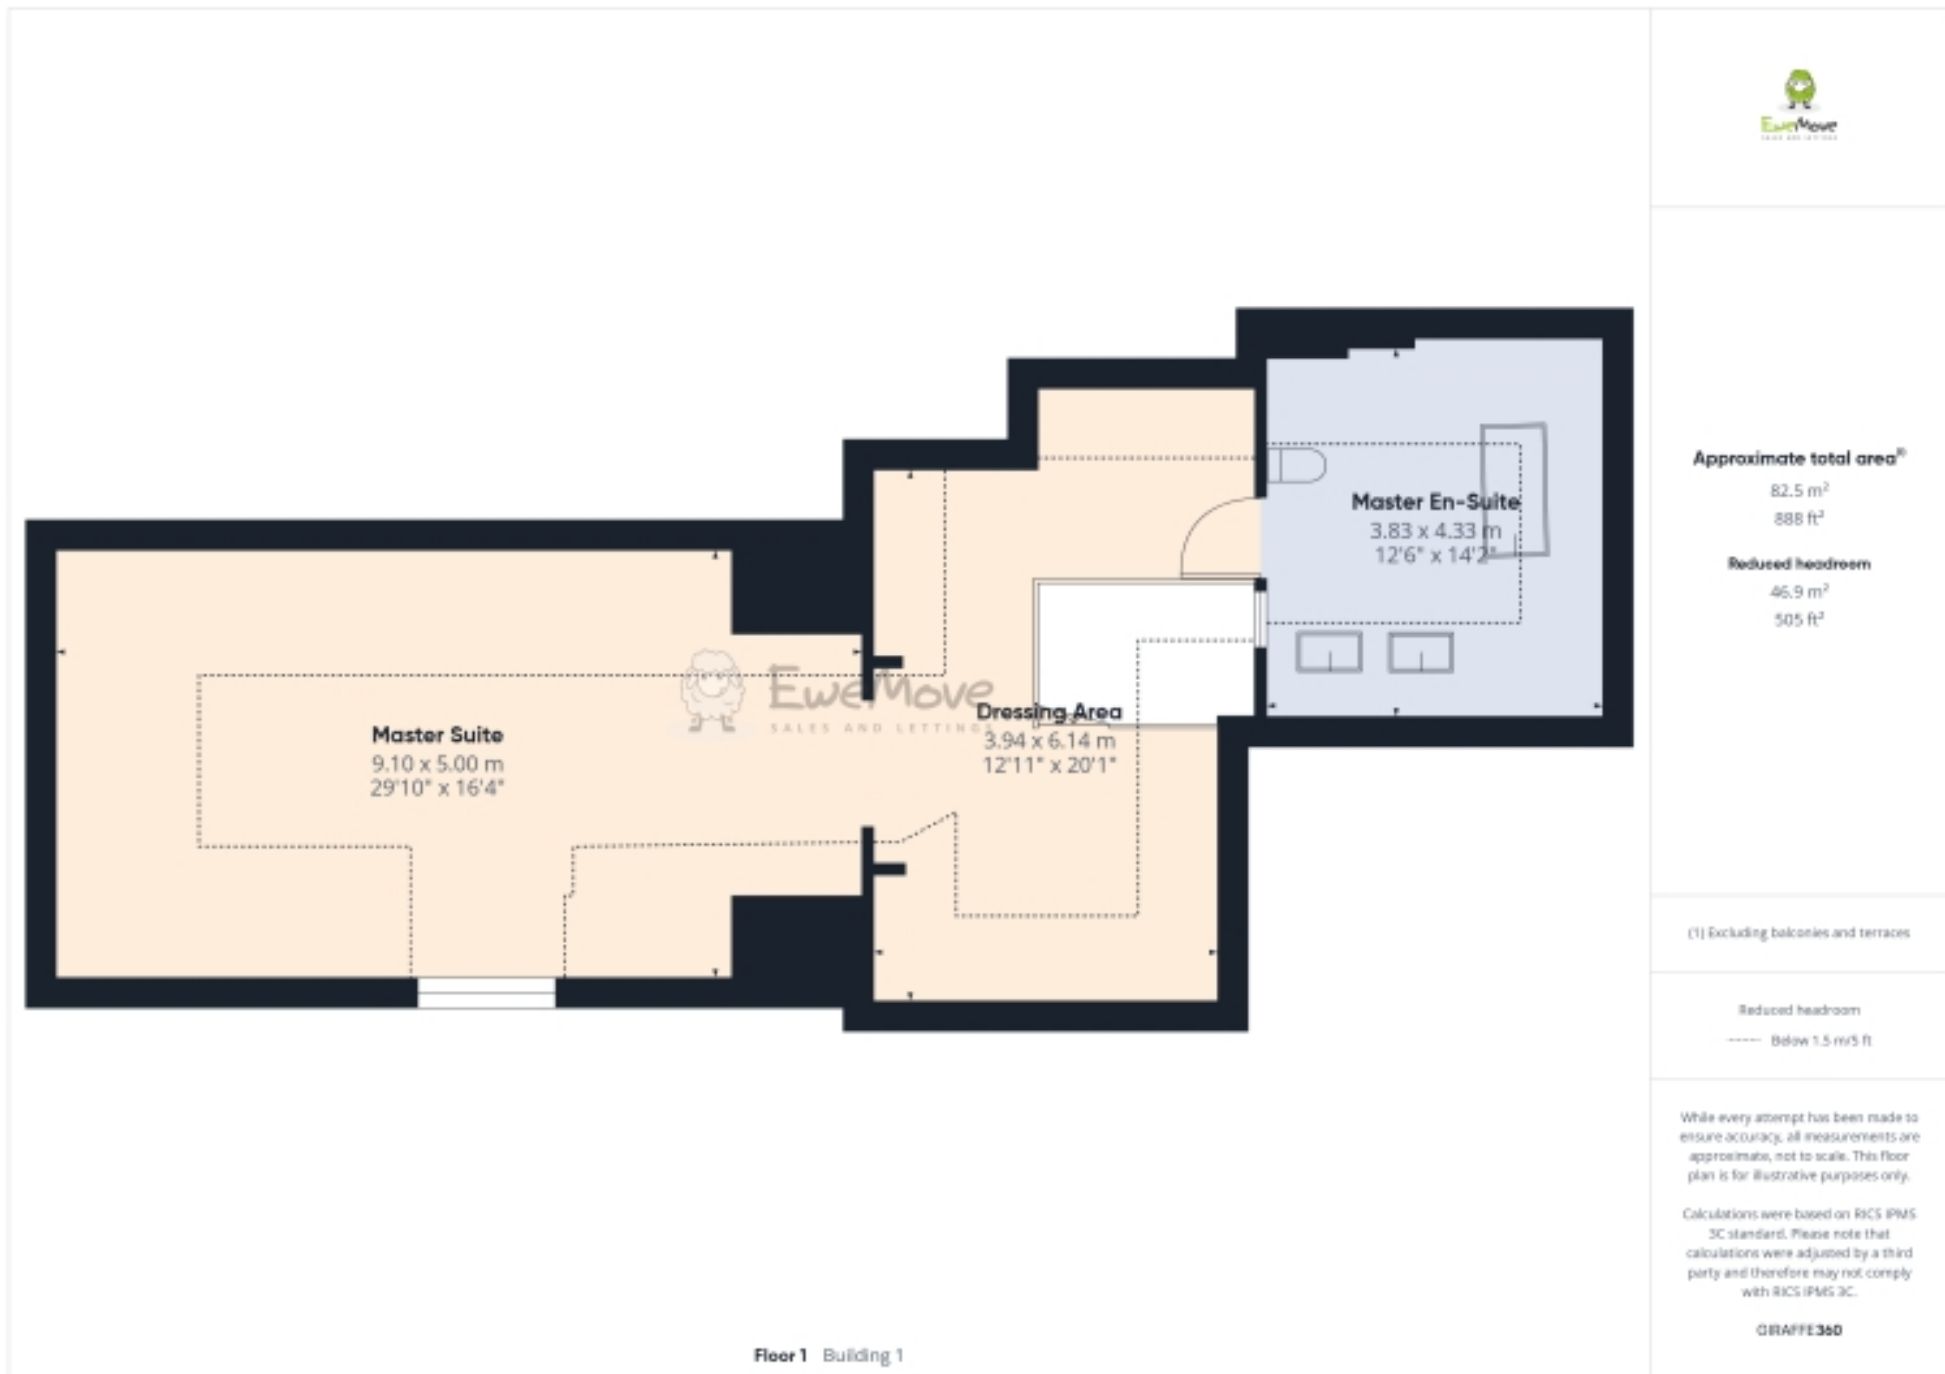 EweMove
SALES AND LETTINGS
Master En-Suite
3.83 x 4.33 m
12'6" x 14'2"
EweMove
SALES AND LETTINGS
Master Suite
9.10 x 5.00 m
29'10" x 16'4"
Dressing Area
3.94 x 6.14 m
12'11" x 20'1"
Floor 1 Building 1
Approximate total area(1)
82.5 m²
888 ft²
Reduced headroom
46.9 m²
505 ft²
(1) Excluding balconies and terraces
Reduced headroom
Below 1.5 m/5 ft
While every attempt has been made to
ensure accuracy, all measurements are
approximate, not to scale. This floor
plan is for illustrative purposes only.
Calculations were based on RICS IPMS
3C standard. Please note that
calculations were adjusted by a third
party and therefore may not comply
with RICS IPMS 3C.
GIRAFFE360